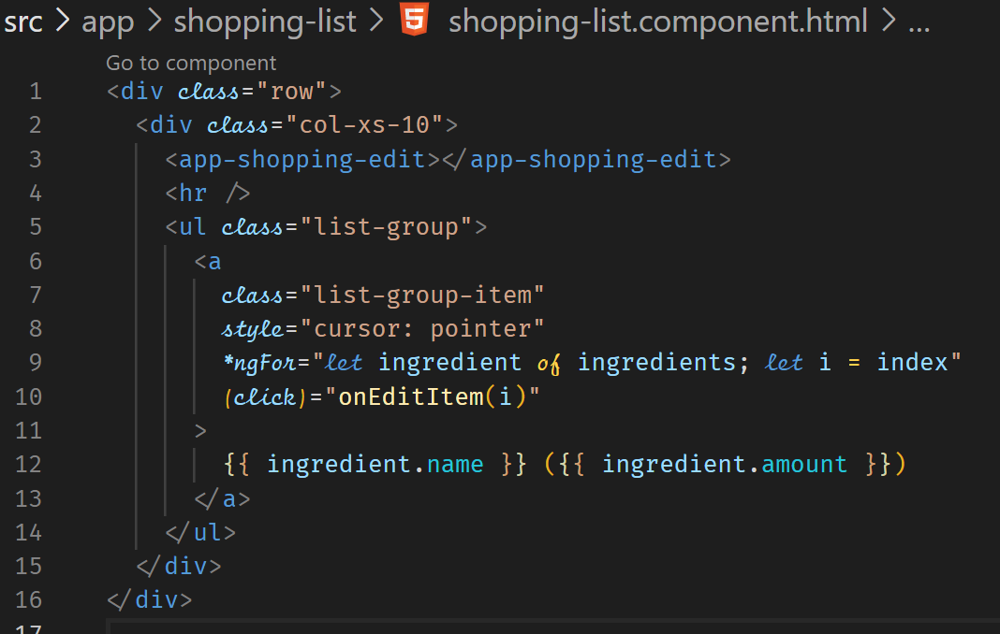 src > app > shopping-list > 5 shopping-list.component.html > ...
Go to component
1 <div class="row">
2 <div class="col-xs-10">
3 <app-shopping-edit></app-shopping-edit>
4 <hr />
5 <ul class="list-group">
6 <a
7 class="list-group-item"
8 style="cursor: pointer"
9 *ngFor="let ingredient of ingredients; let i = index"
10 (click)="onEditItem(i)"
11 >
12 {{ ingredient.name }} ({{ ingredient.amount }})
13 </a>
14 </ul>
15 </div>
16 </div>
17